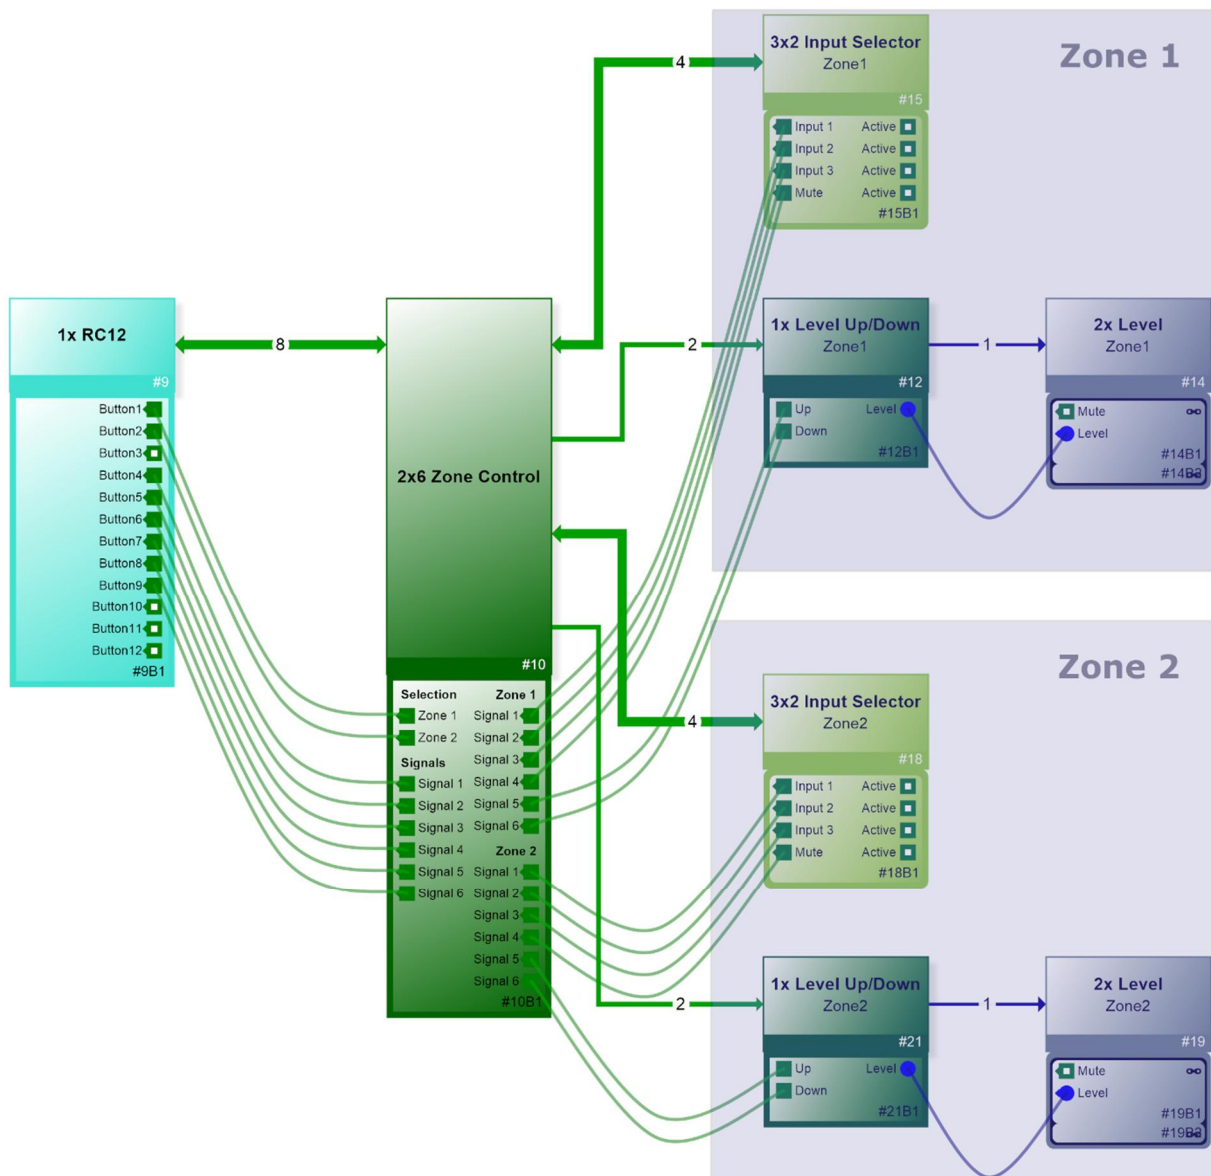 Zone 1
3x2 Input Selector
Zone1
#15
Input 1 Active
Input 2 Active
Input 3 Active
Mute Active
#15B1
4
1x RC12
#9
Button1
Button2
Button3
Button4
Button5
Button6
Button7
Button8
Button9
Button10
Button11
Button12
#9B1
8
2x6 Zone Control
#10
Selection
Zone 1
Zone 2
Signals
Signal 1
Signal 2
Signal 3
Signal 4
Signal 5
Signal 6
Zone 1
Signal 1
Signal 2
Signal 3
Signal 4
Signal 5
Signal 6
Zone 2
Signal 1
Signal 2
Signal 3
Signal 4
Signal 5
Signal 6
#10B1
2
1x Level Up/Down
Zone1
#12
Up Level
Down
#12B1
1
2x Level
Zone1
#14
Mute
Level
#14B1
Zone 2
4
3x2 Input Selector
Zone2
#18
Input 1 Active
Input 2 Active
Input 3 Active
Mute Active
#18B1
2
1x Level Up/Down
Zone2
#21
Up Level
Down
#21B1
1
2x Level
Zone2
#19
Mute
Level
#19B1